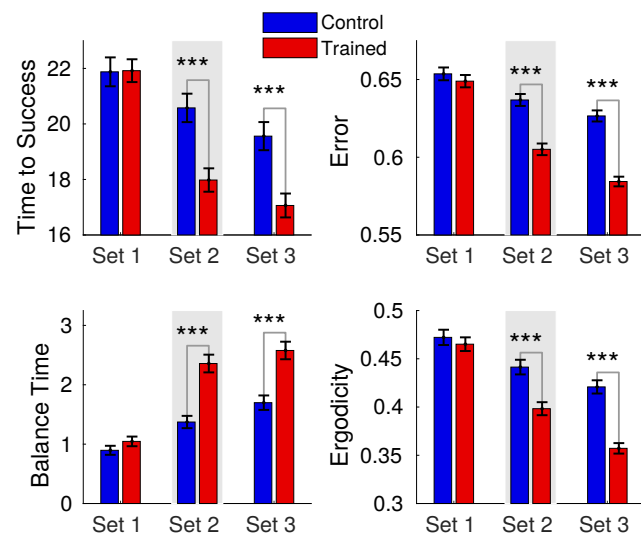 Control
Trained
Time to Success
22
20
18
16
***
***
Set 1 Set 2 Set 3
Error
0.65
0.6
0.55
***
***
Set 1 Set 2 Set 3
Balance Time
3
2
1
0
***
***
Set 1 Set 2 Set 3
Ergodicity
0.5
0.45
0.4
0.35
0.3
***
***
Set 1 Set 2 Set 3